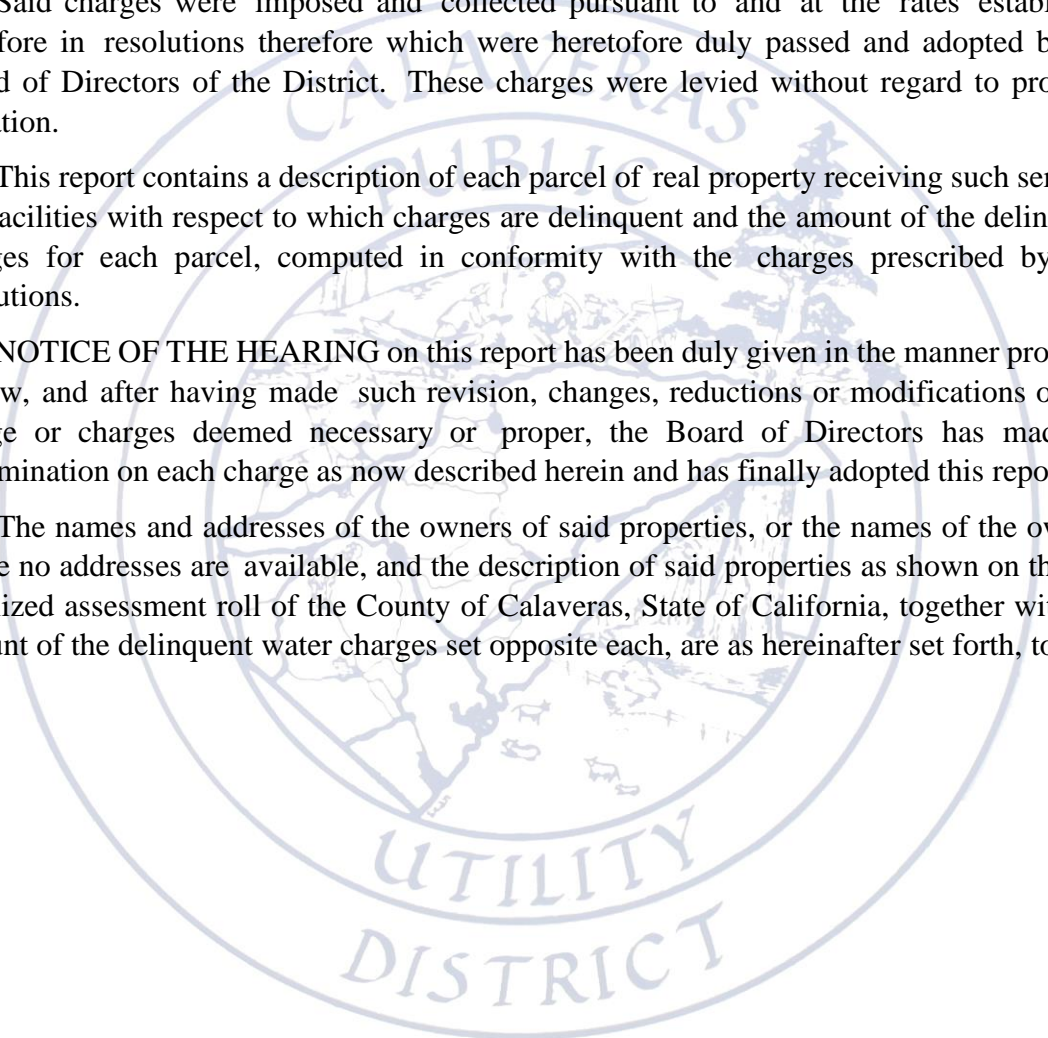 Said charges were imposed and collected pursuant to and at the rates establ
fore in resolutions therefore which were heretofore duly passed and adopted b
d of Directors of the District. These charges were levied without regard to pro
ation.
This report contains a description of each parcel of real property receiving such ser
acilities with respect to which charges are delinquent and the amount of the delin
ges for each parcel, computed in conformity with the charges prescribed by
utions.
NOTICE OF THE HEARING on this report has been duly given in the manner pro
w, and after having made such revision, changes, reductions or modifications o
ge or charges deemed necessary or proper, the Board of Directors has mad
mination on each charge as now described herein and has finally adopted this repo
The names and addresses of the owners of said properties, or the names of the ow
e no addresses are available, and the description of said properties as shown on th
lized assessment roll of the County of Calaveras, State of California, together wit
unt of the delinquent water charges set opposite each, are as hereinafter set forth, to
CALAVERAS
PUBLIC
UTILITY
DISTRICT